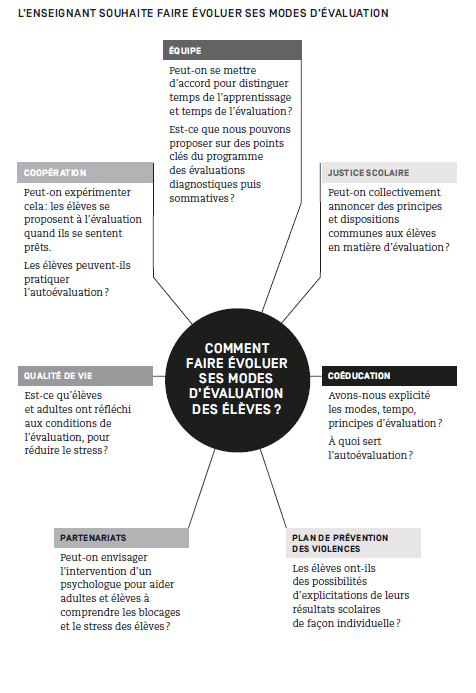 L'ENSEIGNANT SOUHAITE FAIRE ÉVOLUER SES MODES D'ÉVALUATION
ÉQUIPE
Peut-on se mettre
d'accord pour distinguer
temps de l'apprentissage
et temps de l'évaluation ?
Est-ce que nous pouvons
proposer sur des points
clés du programme
des évaluations
diagnostiques puis
sommatives ?
COOPÉRATION
Peut-on expérimenter
cela : les élèves se
proposent à l'évaluation
quand ils se sentent
prêts.
Les élèves peuvent-ils
pratiquer
l'autoévaluation ?
JUSTICE SCOLAIRE
Peut-on collectivement
annoncer des principes
et dispositions
communes aux élèves
en matière d'évaluation ?
COMMENT
FAIRE ÉVOLUER
SES MODES
D'ÉVALUATION
DES ÉLÈVES ?
QUALITÉ DE VIE
Est-ce qu'élèves
et adultes ont réfléchi
aux conditions de
l'évaluation, pour
réduire le stress ?
COÉDUCATION
Avons-nous explicité
les modes, tempo,
principes d'évaluation ?
À quoi sert
l'autoévaluation ?
PARTENARIATS
Peut-on envisager
l'intervention d'un
psychologue pour aider
adultes et élèves à
comprendre les blocages
et le stress des élèves ?
PLAN DE PRÉVENTION
DES VIOLENCES
Les élèves ont-ils
des possibilités
d'explicitations de leurs
résultats scolaires
de façon individuelle ?